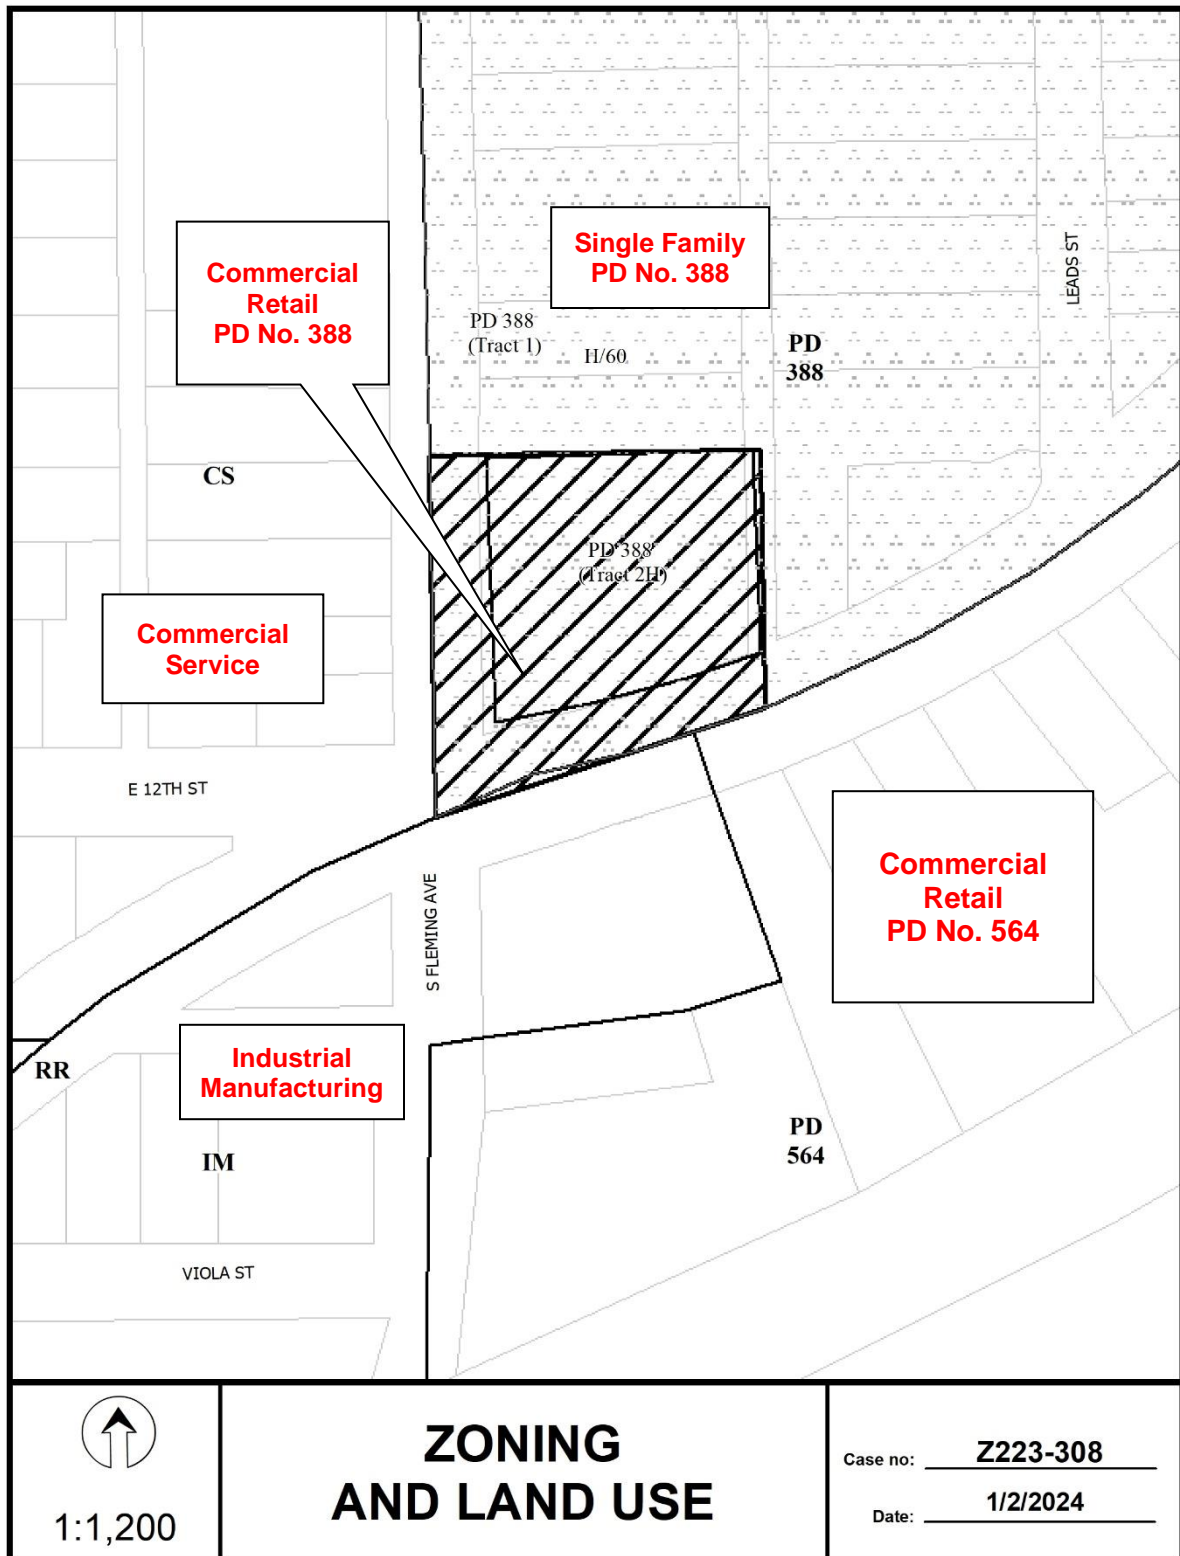 Single Family
PD No. 388
Commercial
Retail
PD No. 388
LEADS ST
PD 388
(Tract 1)
H/60
PD
388
CS
PD 388
(Tract 2H)
Commercial
Service
E 12TH ST
Commercial
Retail
PD No. 564
S FLEMING AVE
Industrial
Manufacturing
RR
PD
564
IM
VIOLA ST
1:1,200
ZONING
AND LAND USE
Case no: Z223-308
Date: 1/2/2024